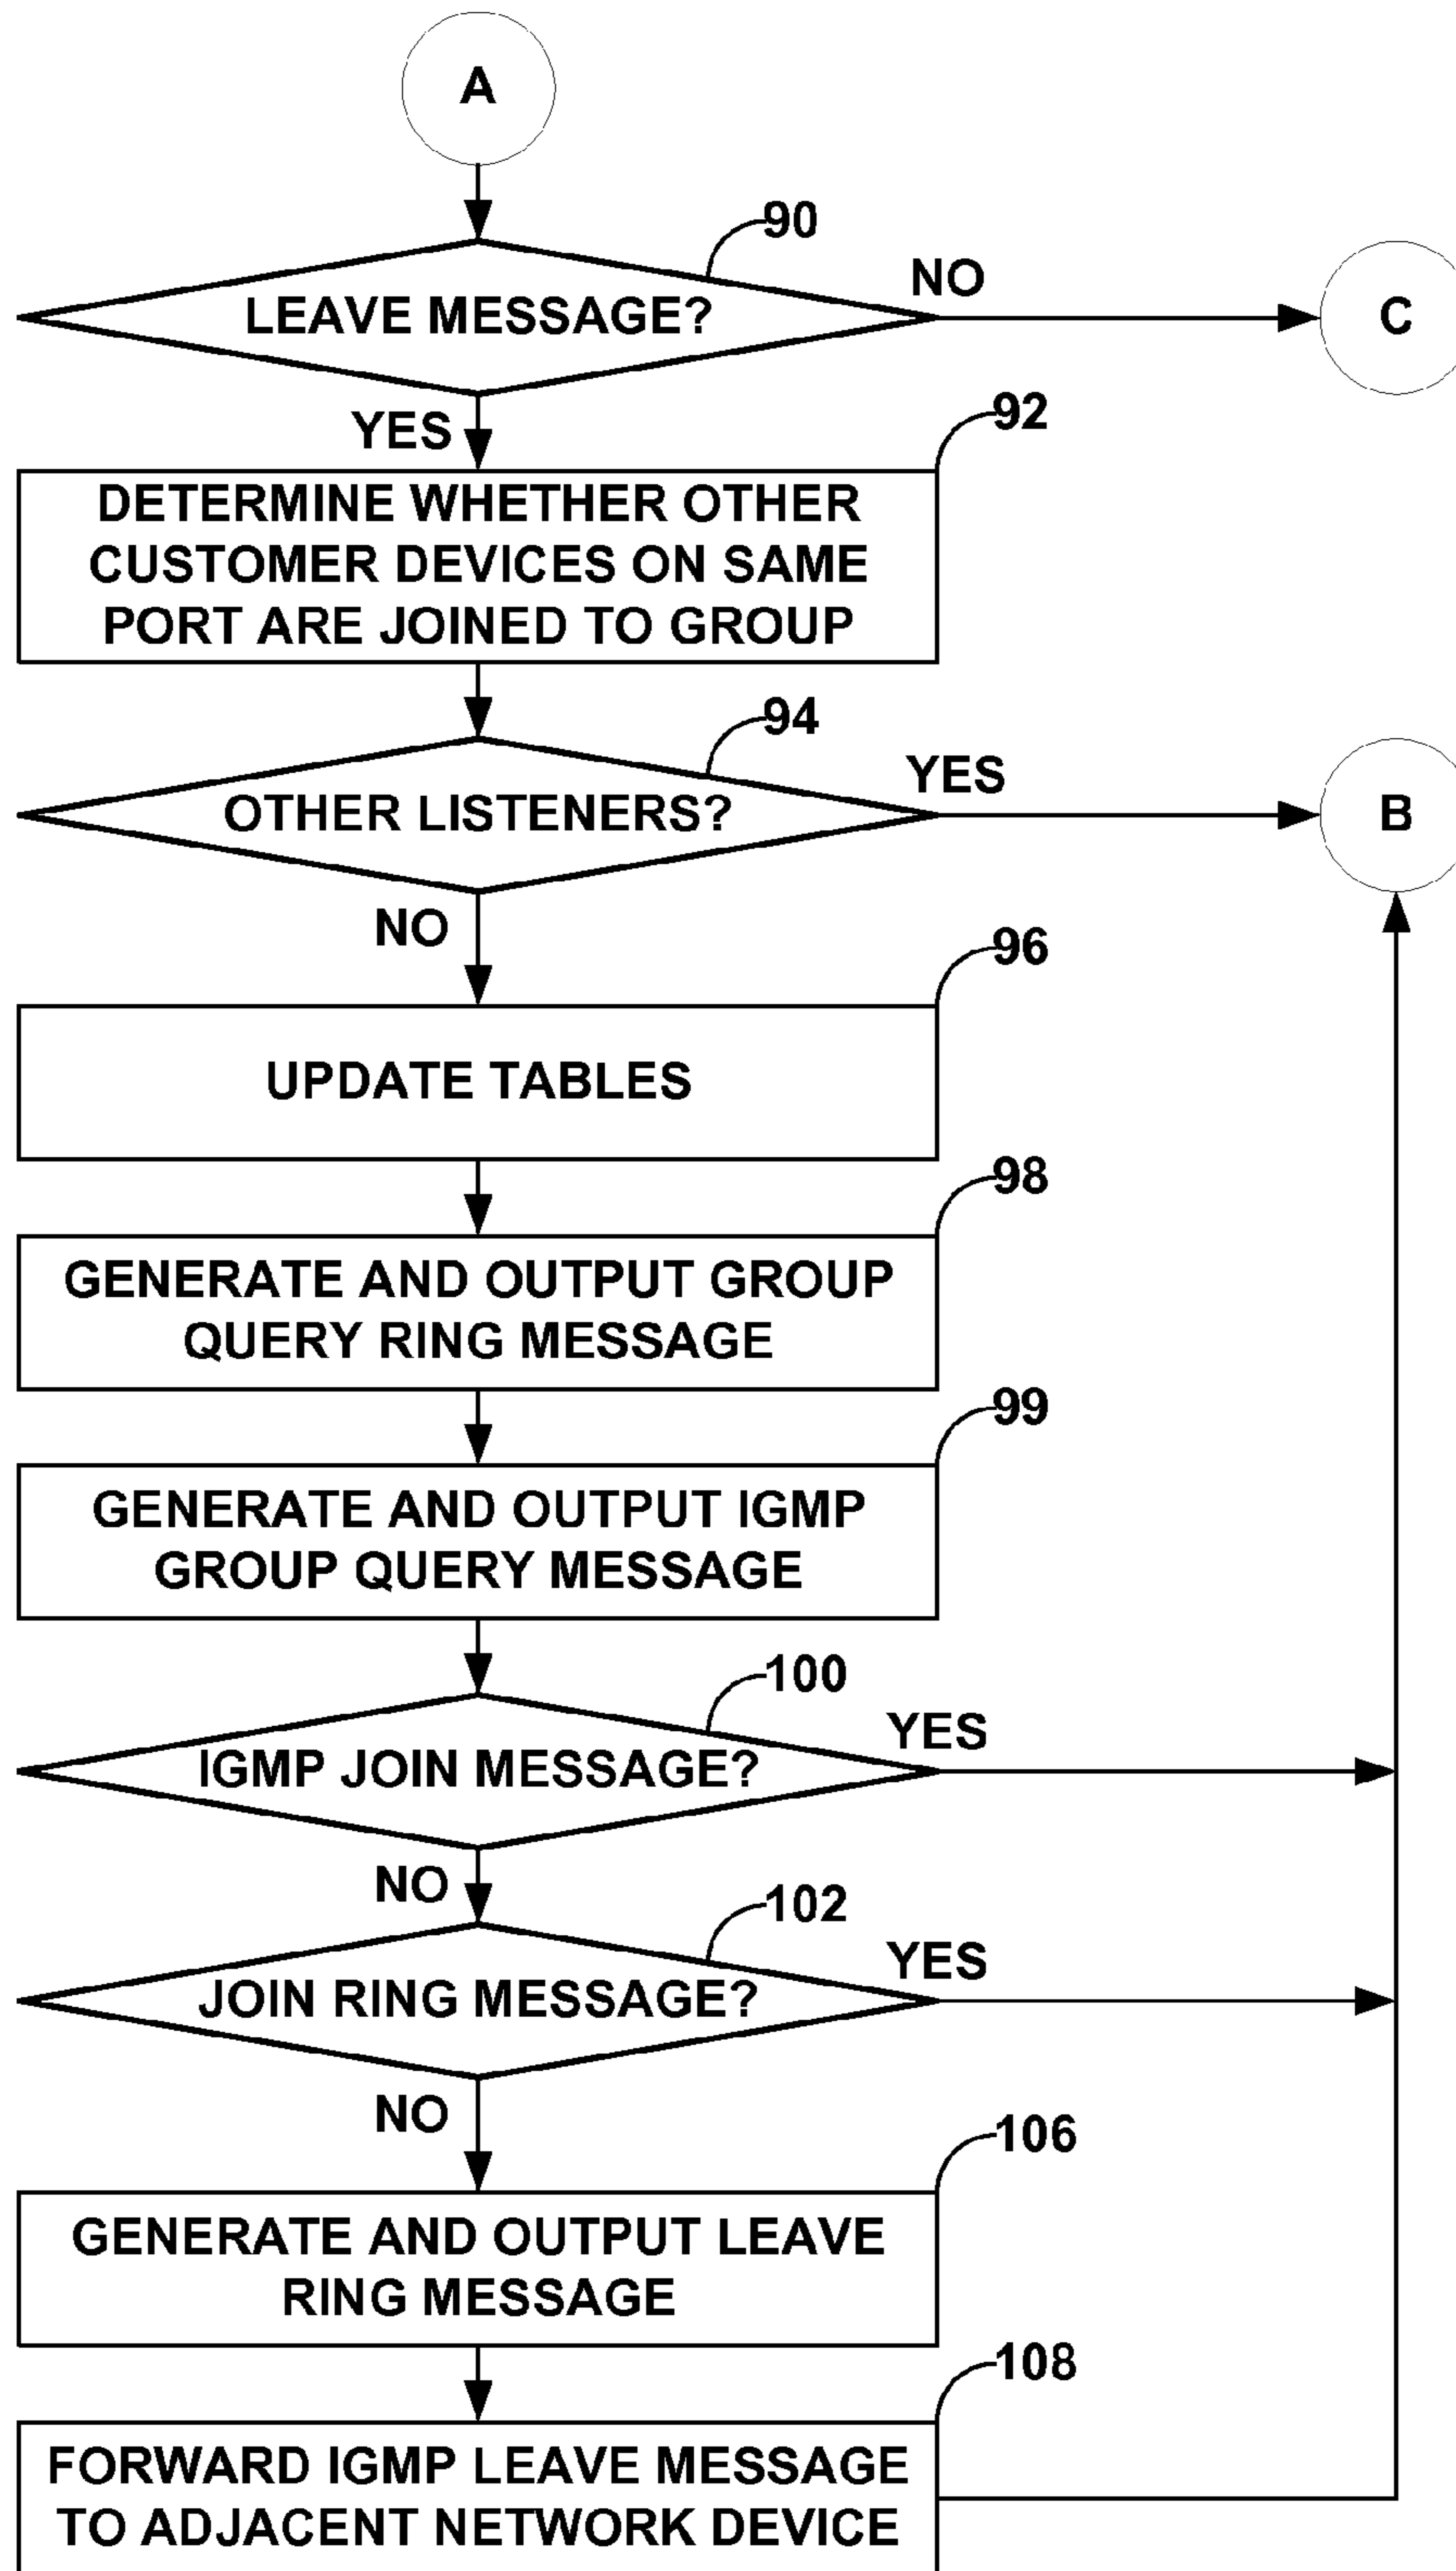 A
90
LEAVE MESSAGE?
NO
C
YES
92
DETERMINE WHETHER OTHER
CUSTOMER DEVICES ON SAME
PORT ARE JOINED TO GROUP
94
OTHER LISTENERS?
YES
B
NO
96
UPDATE TABLES
98
GENERATE AND OUTPUT GROUP
QUERY RING MESSAGE
99
GENERATE AND OUTPUT IGMP
GROUP QUERY MESSAGE
100
IGMP JOIN MESSAGE?
YES
NO
102
JOIN RING MESSAGE?
YES
NO
106
GENERATE AND OUTPUT LEAVE
RING MESSAGE
108
FORWARD IGMP LEAVE MESSAGE
TO ADJACENT NETWORK DEVICE